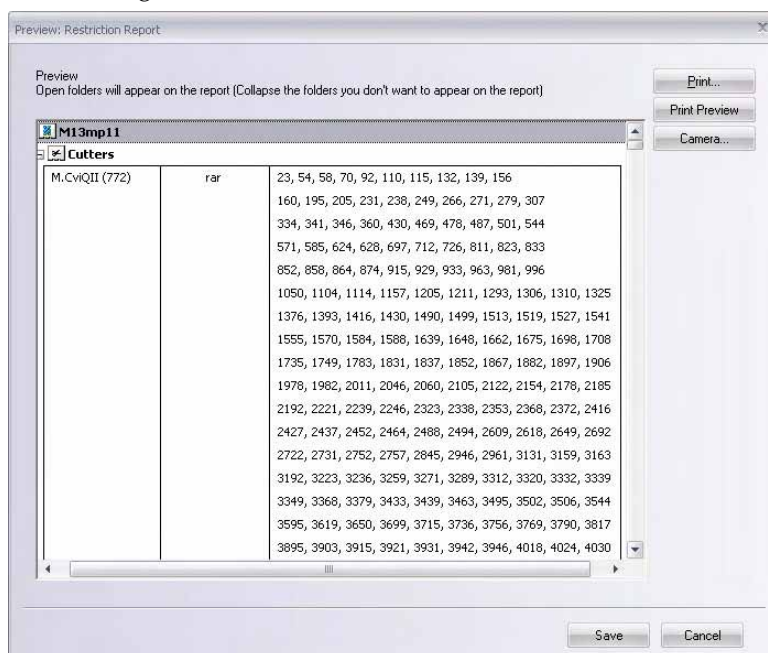 Preview: Restriction Report
Preview
Open folders will appear on the report (Collapse the folders you don't want to appear on the report)
Print...
Print Preview
Camera...
M13mp11
Cutters
M.CviQII (772) rar 23, 54, 58, 70, 92, 110, 115, 132, 139, 156
160, 195, 205, 231, 238, 249, 266, 271, 279, 307
334, 341, 346, 360, 430, 469, 478, 487, 501, 544
571, 585, 624, 628, 697, 712, 726, 811, 823, 833
852, 858, 864, 874, 915, 929, 933, 963, 981, 996
1050, 1104, 1114, 1157, 1205, 1211, 1293, 1306, 1310, 1325
1376, 1393, 1416, 1430, 1490, 1499, 1513, 1519, 1527, 1541
1555, 1570, 1584, 1588, 1639, 1648, 1662, 1675, 1698, 1708
1735, 1749, 1783, 1831, 1837, 1852, 1867, 1882, 1897, 1906
1978, 1982, 2011, 2046, 2060, 2105, 2122, 2154, 2178, 2185
2192, 2221, 2239, 2246, 2323, 2338, 2353, 2368, 2372, 2416
2427, 2437, 2452, 2464, 2488, 2494, 2609, 2618, 2649, 2692
2722, 2731, 2752, 2757, 2845, 2946, 2961, 3131, 3159, 3163
3192, 3223, 3236, 3259, 3271, 3289, 3312, 3320, 3332, 3339
3349, 3368, 3379, 3433, 3439, 3463, 3495, 3502, 3506, 3544
3595, 3619, 3650, 3699, 3715, 3736, 3756, 3769, 3790, 3817
3895, 3903, 3915, 3921, 3931, 3942, 3946, 4018, 4024, 4030
Save
Cancel